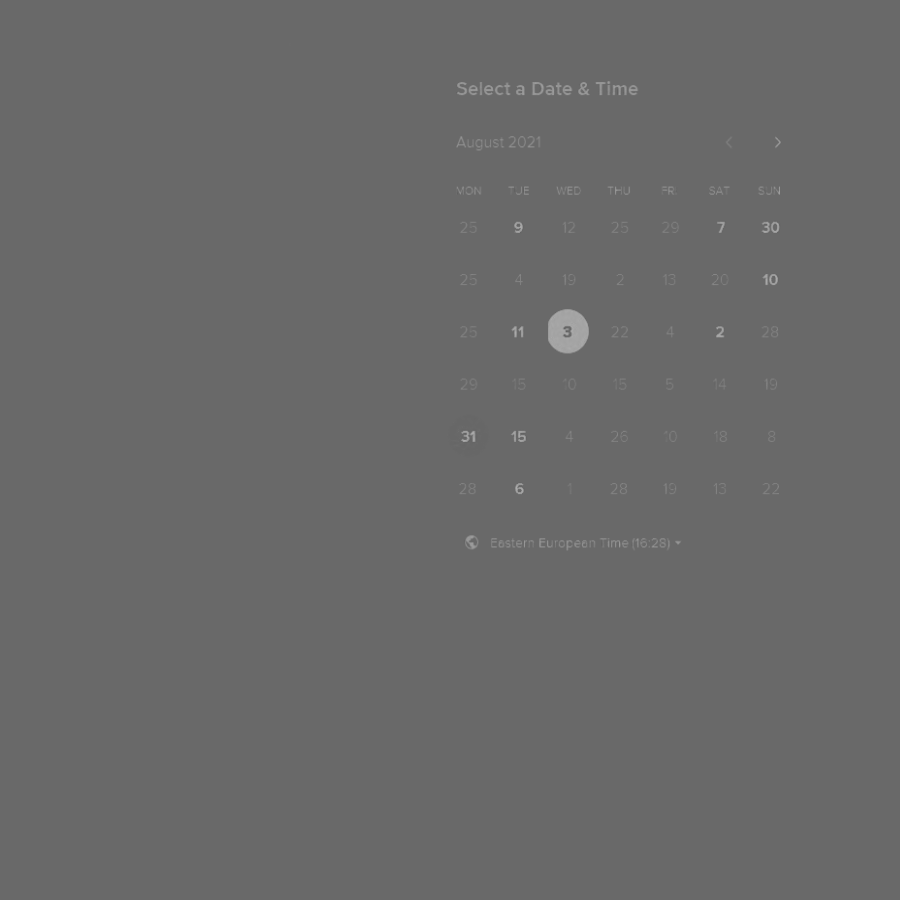 Select a Date & Time
August 2021
MON TUE WED THU FRI SAT SUN
25 9 12 25 29 7 30
25 4 19 2 13 20 10
25 11 3 22 4 2 28
29 15 10 15 5 14 19
31 15 4 26 10 18 8
28 6 1 28 19 13 22
Eastern European Time (16:28)